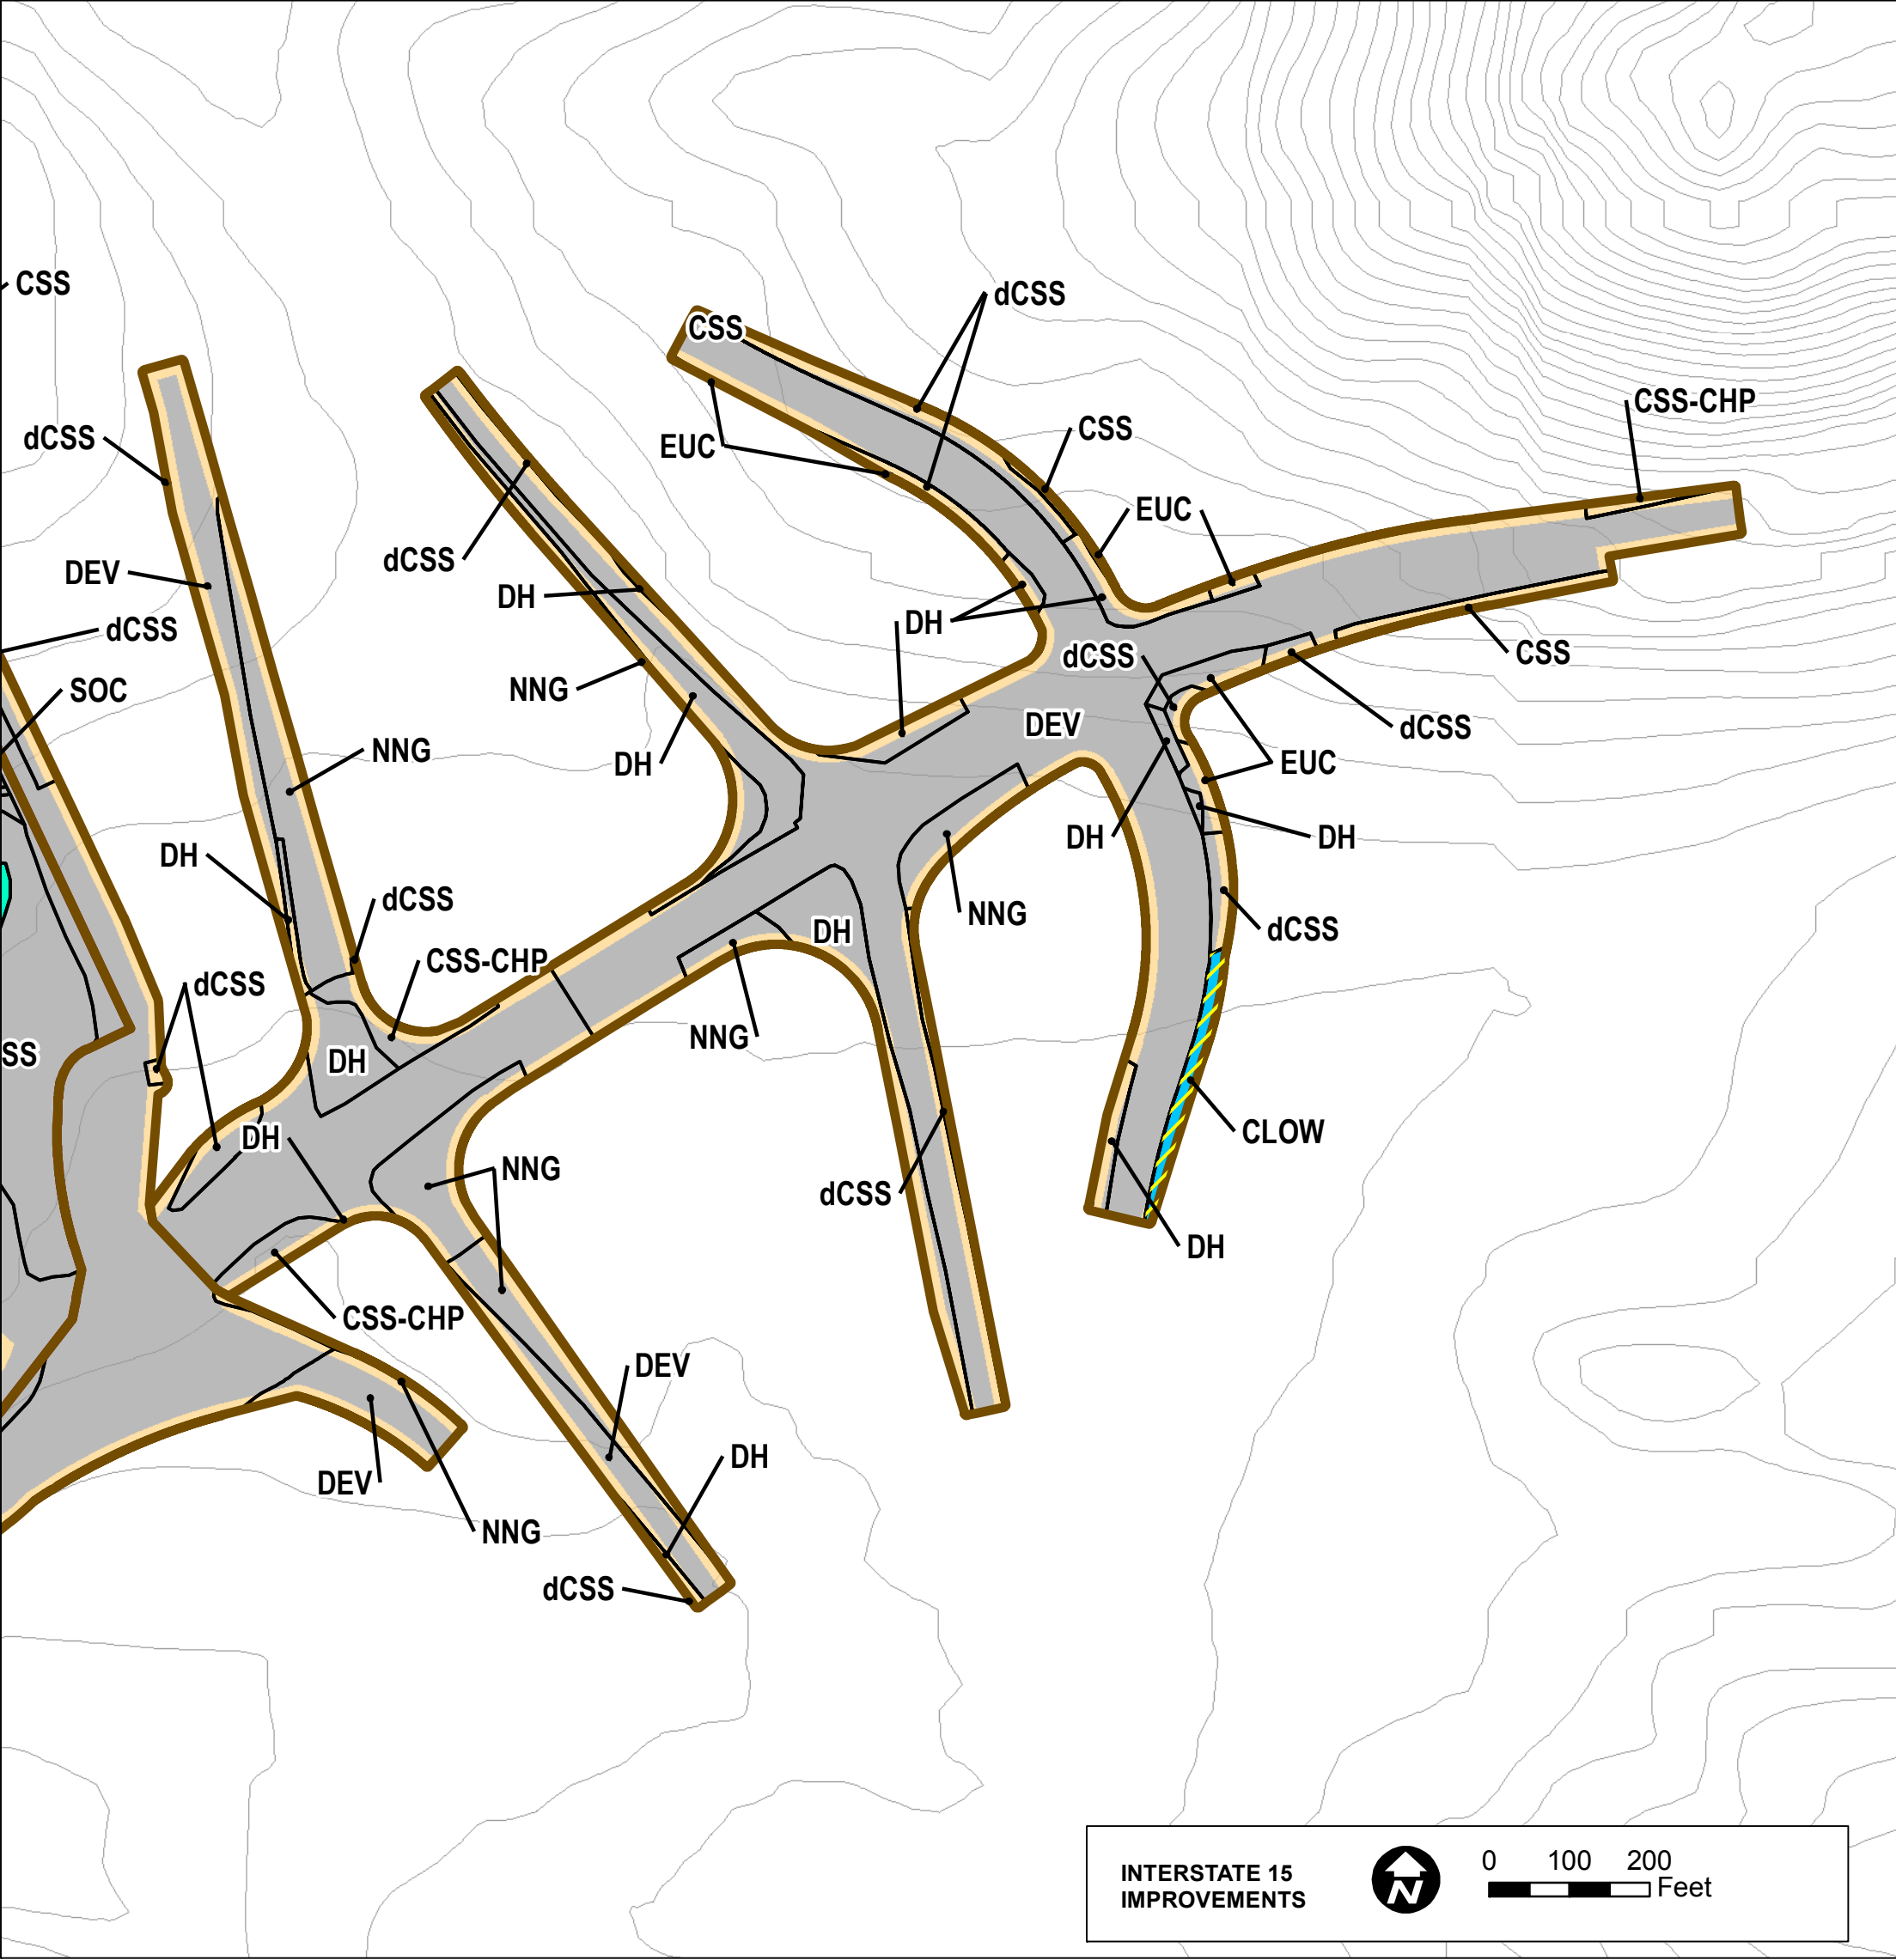 dCSS
CSS
CSS
CSS-CHP
CSS
dCSS
EUC
EUC
dCSS
DEV
DH
DH
dCSS
CSS
dCSS
SOC
NNG
DEV
dCSS
NNG
DH
EUC
DH
DH
DH
dCSS
NNG
DH
dCSS
CSS-CHP
dCSS
NNG
SS
DH
CLOW
DH
NNG
dCSS
DH
CSS-CHP
DEV
DH
DEV
NNG
dCSS
INTERSTATE 15
IMPROVEMENTS
N
0 100 200
Feet